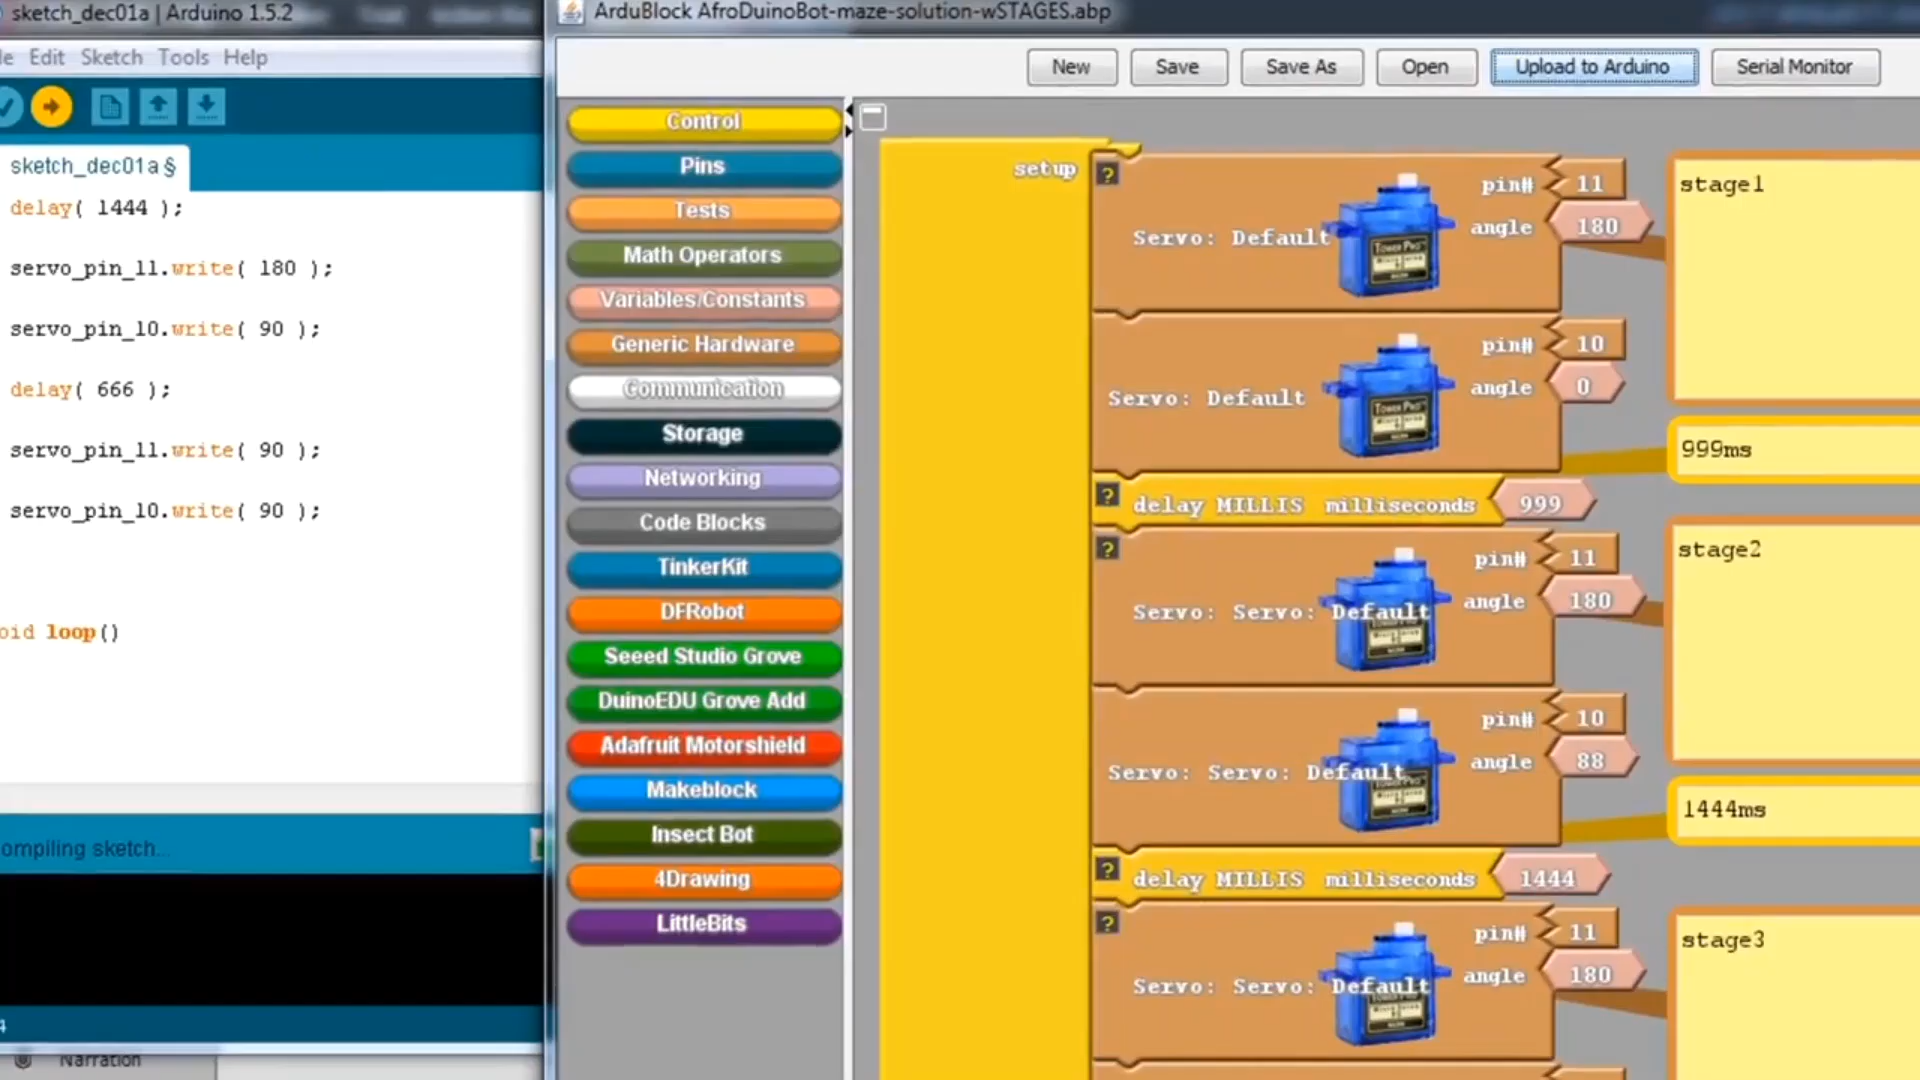 sketch_dec01a | Arduino 1.5.2
Edit Sketch Tools Help
sketch_dec01a §
delay( 1444 );
servo_pin_11.write( 180 );
servo_pin_10.write( 90 );
delay( 666 );
servo_pin_11.write( 90 );
servo_pin_10.write( 90 );
oid loop()
ompiling sketch...
4
Narration
ArduBlock AfroDuinoBot-maze-solution-wSTAGES.abp
New Save Save As Open Upload to Arduino Serial Monitor
Control
Pins
Tests
Math Operators
Variables/Constants
Generic Hardware
Communication
Storage
Networking
Code Blocks
TinkerKit
DFRobot
Seeed Studio Grove
DuinoEDU Grove Add
Adafruit Motorshield
Makeblock
Insect Bot
4Drawing
LittleBits
setup
? pin# 11
Servo: Default angle 180
stage1
pin# 10
Servo: Default angle 0
999ms
? delay MILLIS milliseconds 999
? pin# 11
Servo: Servo: Default angle 180
stage2
pin# 10
Servo: Servo: Default angle 88
1444ms
? delay MILLIS milliseconds 1444
? pin# 11
Servo: Servo: Default angle 180
stage3